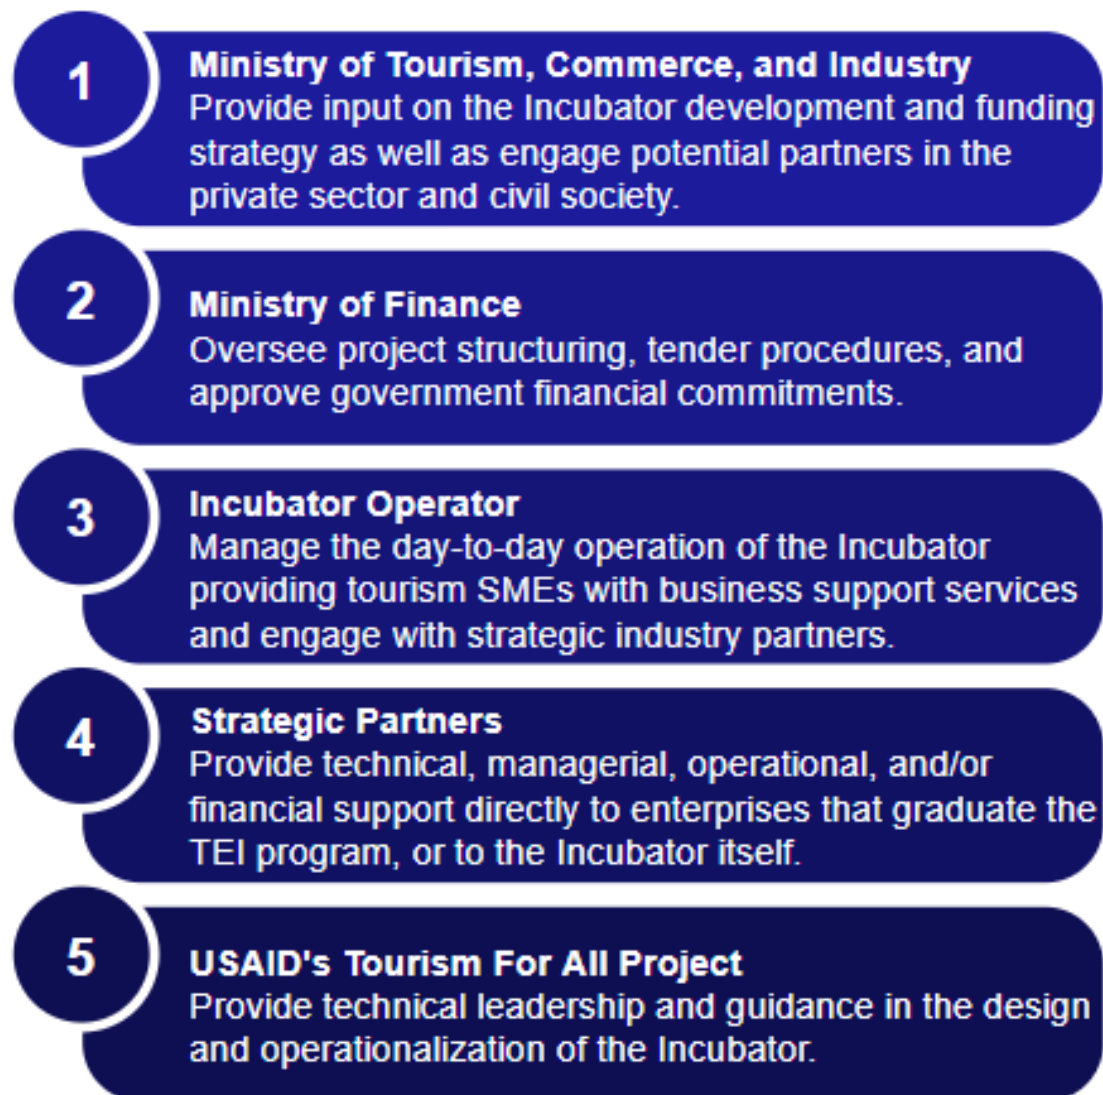 1
Ministry of Tourism, Commerce, and Industry
Provide input on the Incubator development and funding
strategy as well as engage potential partners in the
private sector and civil society.
2
Ministry of Finance
Oversee project structuring, tender procedures, and
approve government financial commitments.
3
Incubator Operator
Manage the day-to-day operation of the Incubator
providing tourism SMEs with business support services
and engage with strategic industry partners.
4
Strategic Partners
Provide technical, managerial, operational, and/or
financial support directly to enterprises that graduate the
TEI program, or to the Incubator itself.
5
USAID's Tourism For All Project
Provide technical leadership and guidance in the design
and operationalization of the Incubator.